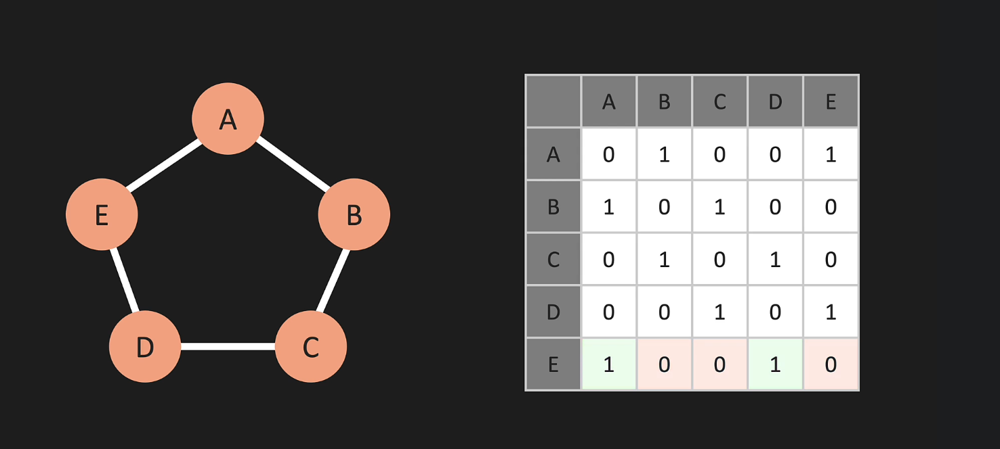 A
E
B
D
C
A B C D E
A 0 1 0 0 1
B 1 0 1 0 0
C 0 1 0 1 0
D 0 0 1 0 1
E 1 0 0 1 0